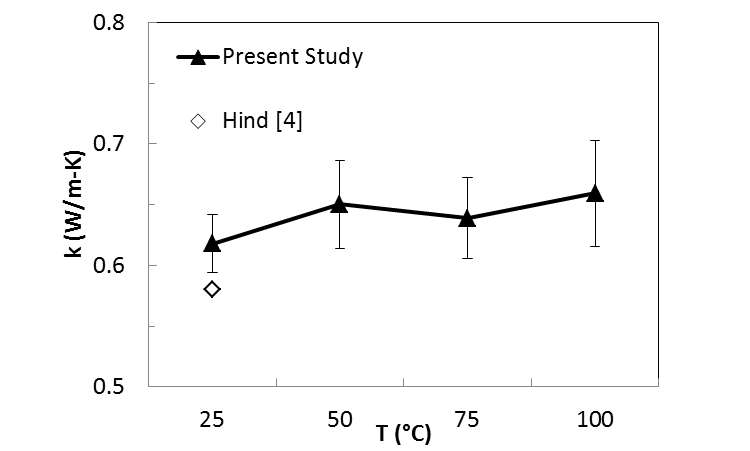 0.8
Present Study
Hind [4]
0.7
k (W/m-K)
0.6
0.5
25 50 75 100
T (°C)